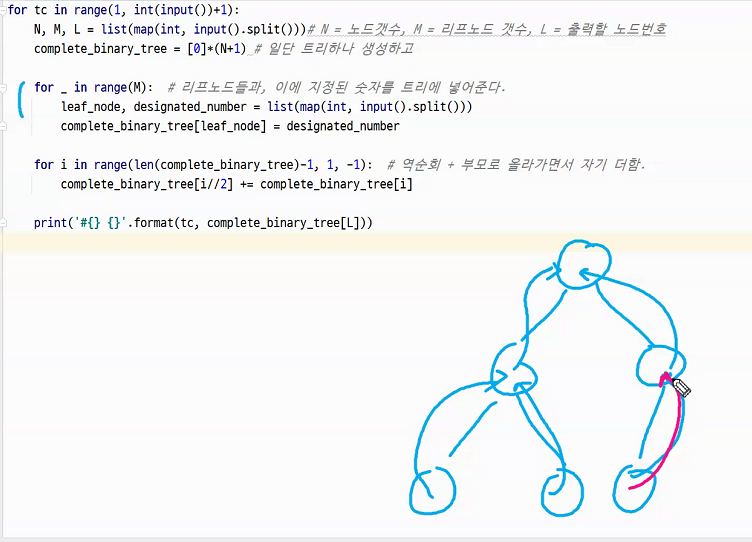 for tc in range(1, int(input())+1):
    N, M, L = list(map(int, input().split()))# N = 노드갯수, M = 리프노드 갯수, L = 출력할 노드번호
    complete_binary_tree = [0]*(N+1) # 일단 트리하나 생성하고
    for _ in range(M):  # 리프노드들과, 이에 지정된 숫자를 트리에 넣어준다.
        leaf_node, designated_number = list(map(int, input().split()))
        complete_binary_tree[leaf_node] = designated_number
    for i in range(len(complete_binary_tree)-1, 1, -1):  # 역순회 + 부모로 올라가면서 자기 더함.
        complete_binary_tree[i//2] += complete_binary_tree[i]
    print('#{} {}'.format(tc, complete_binary_tree[L]))